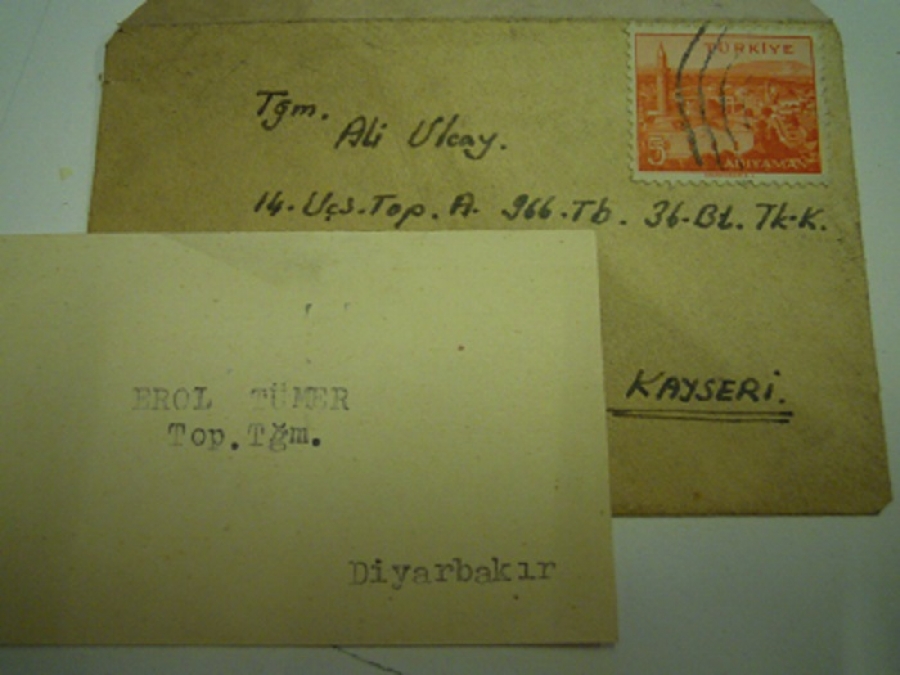 TÜRKİYE
5
ADIYAMAN
Tğm.
Ali Ulcay.
14. Uçs. Top. A. 966. Tb. 36. Bt. Tk-K.
KAYSERİ.
EROL TÜMER
Top. Tğm.
Diyarbakır